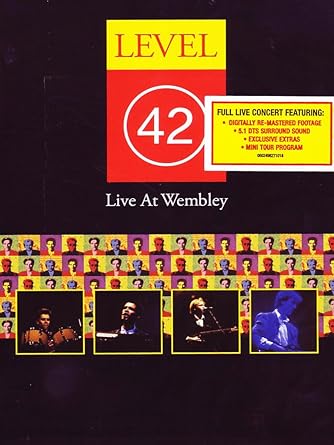 LEVEL
42
Live At Wembley
FULL LIVE CONCERT FEATURING:
• DIGITALLY RE-MASTERED FOOTAGE
• 5.1 DTS SURROUND SOUND
• EXCLUSIVE EXTRAS
• MINI TOUR PROGRAM